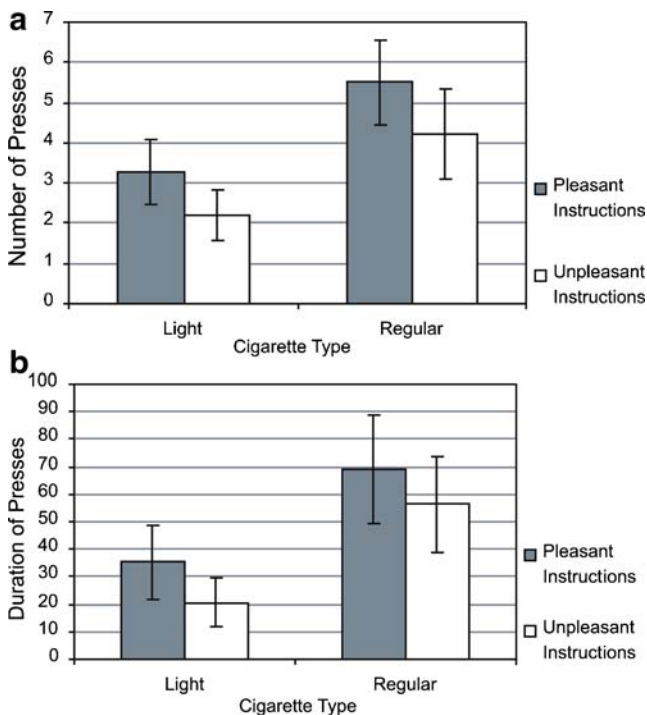 a
Number of Presses
7
6
5
4
3
2
1
0
Light
Regular
Cigarette Type
Pleasant
Instructions
Unpleasant
Instructions
b
Duration of Presses
100
90
80
70
60
50
40
30
20
10
0
Light
Regular
Cigarette Type
Pleasant
Instructions
Unpleasant
Instructions